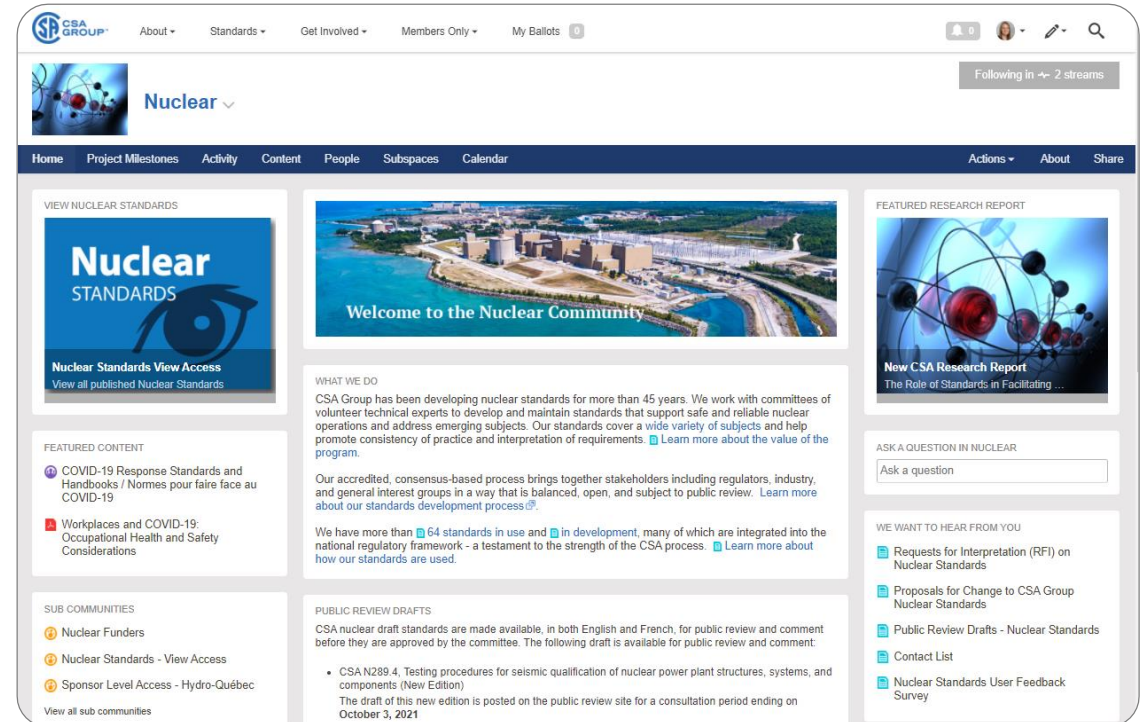 CSA GROUP
About
Standards
Get Involved
Members Only
My Ballots 0
0
Nuclear
Following in 2 streams
Home Project Milestones Activity Content People Subspaces Calendar
Actions About Share
VIEW NUCLEAR STANDARDS
Nuclear
STANDARDS
Nuclear Standards View Access
View all published Nuclear Standards
FEATURED CONTENT
COVID-19 Response Standards and
Handbooks / Normes pour faire face au
COVID-19
Workplaces and COVID-19:
Occupational Health and Safety
Considerations
SUB COMMUNITIES
Nuclear Funders
Nuclear Standards - View Access
Sponsor Level Access - Hydro-Québec
View all sub communities
Welcome to the Nuclear Community
WHAT WE DO
CSA Group has been developing nuclear standards for more than 45 years. We work with committees of
volunteer technical experts to develop and maintain standards that support safe and reliable nuclear
operations and address emerging subjects. Our standards cover a wide variety of subjects and help
promote consistency of practice and interpretation of requirements. Learn more about the value of the
program.
Our accredited, consensus-based process brings together stakeholders including regulators, industry,
and general interest groups in a way that is balanced, open, and subject to public review. Learn more
about our standards development process.
We have more than 64 standards in use and in development, many of which are integrated into the
national regulatory framework - a testament to the strength of the CSA process. Learn more about
how our standards are used.
PUBLIC REVIEW DRAFTS
CSA nuclear draft standards are made available, in both English and French, for public review and comment
before they are approved by the committee. The following draft is available for public review and comment:
• CSA N289.4, Testing procedures for seismic qualification of nuclear power plant structures, systems, and
components (New Edition)
The draft of this new edition is posted on the public review site for a consultation period ending on
October 3, 2021
FEATURED RESEARCH REPORT
New CSA Research Report
The Role of Standards in Facilitating ...
ASK A QUESTION IN NUCLEAR
Ask a question
WE WANT TO HEAR FROM YOU
Requests for Interpretation (RFI) on
Nuclear Standards
Proposals for Change to CSA Group
Nuclear Standards
Public Review Drafts - Nuclear Standards
Contact List
Nuclear Standards User Feedback
Survey